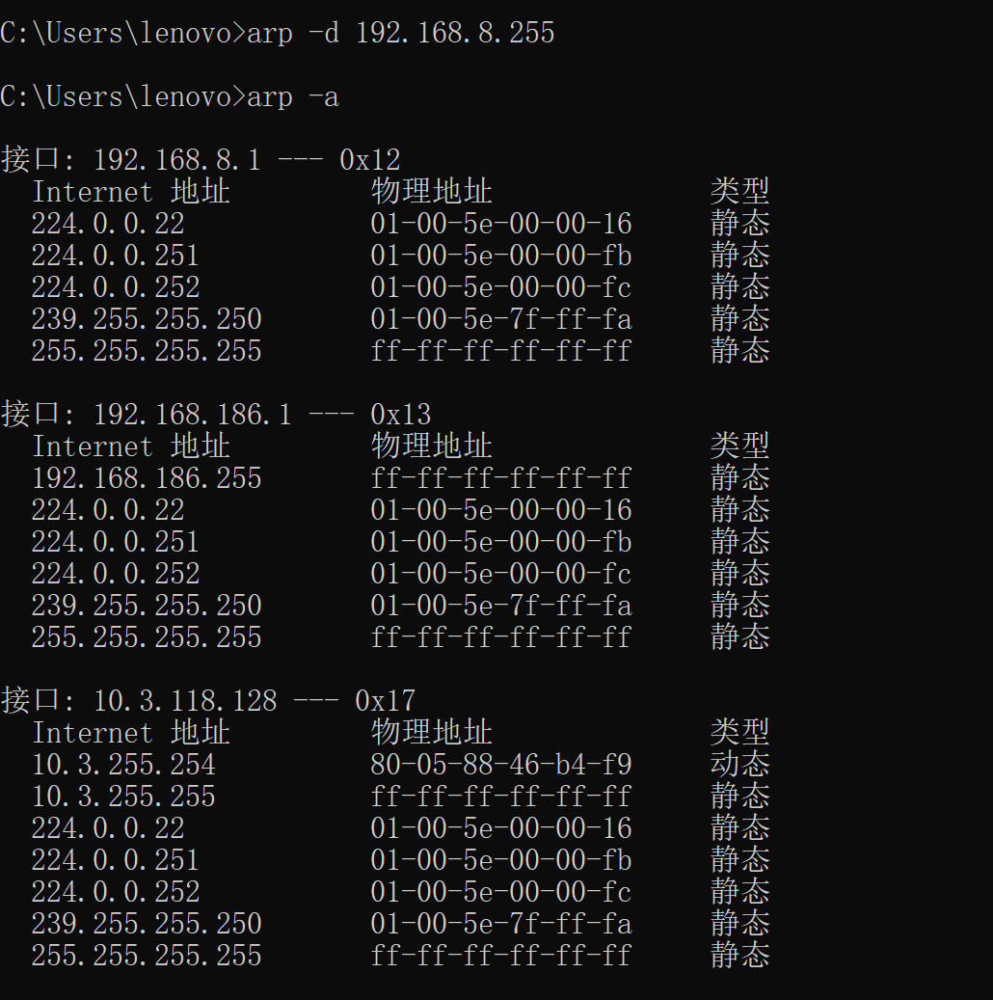 C:\Users\lenovo>arp -d 192.168.8.255
C:\Users\lenovo>arp -a
接口: 192.168.8.1 --- 0x12
Internet 地址 物理地址 类型
224.0.0.22 01-00-5e-00-00-16 静态
224.0.0.251 01-00-5e-00-00-fb 静态
224.0.0.252 01-00-5e-00-00-fc 静态
239.255.255.250 01-00-5e-7f-ff-fa 静态
255.255.255.255 ff-ff-ff-ff-ff-ff 静态
接口: 192.168.186.1 --- 0x13
Internet 地址 物理地址 类型
192.168.186.255 ff-ff-ff-ff-ff-ff 静态
224.0.0.22 01-00-5e-00-00-16 静态
224.0.0.251 01-00-5e-00-00-fb 静态
224.0.0.252 01-00-5e-00-00-fc 静态
239.255.255.250 01-00-5e-7f-ff-fa 静态
255.255.255.255 ff-ff-ff-ff-ff-ff 静态
接口: 10.3.118.128 --- 0x17
Internet 地址 物理地址 类型
10.3.255.254 80-05-88-46-b4-f9 动态
10.3.255.255 ff-ff-ff-ff-ff-ff 静态
224.0.0.22 01-00-5e-00-00-16 静态
224.0.0.251 01-00-5e-00-00-fb 静态
224.0.0.252 01-00-5e-00-00-fc 静态
239.255.255.250 01-00-5e-7f-ff-fa 静态
255.255.255.255 ff-ff-ff-ff-ff-ff 静态